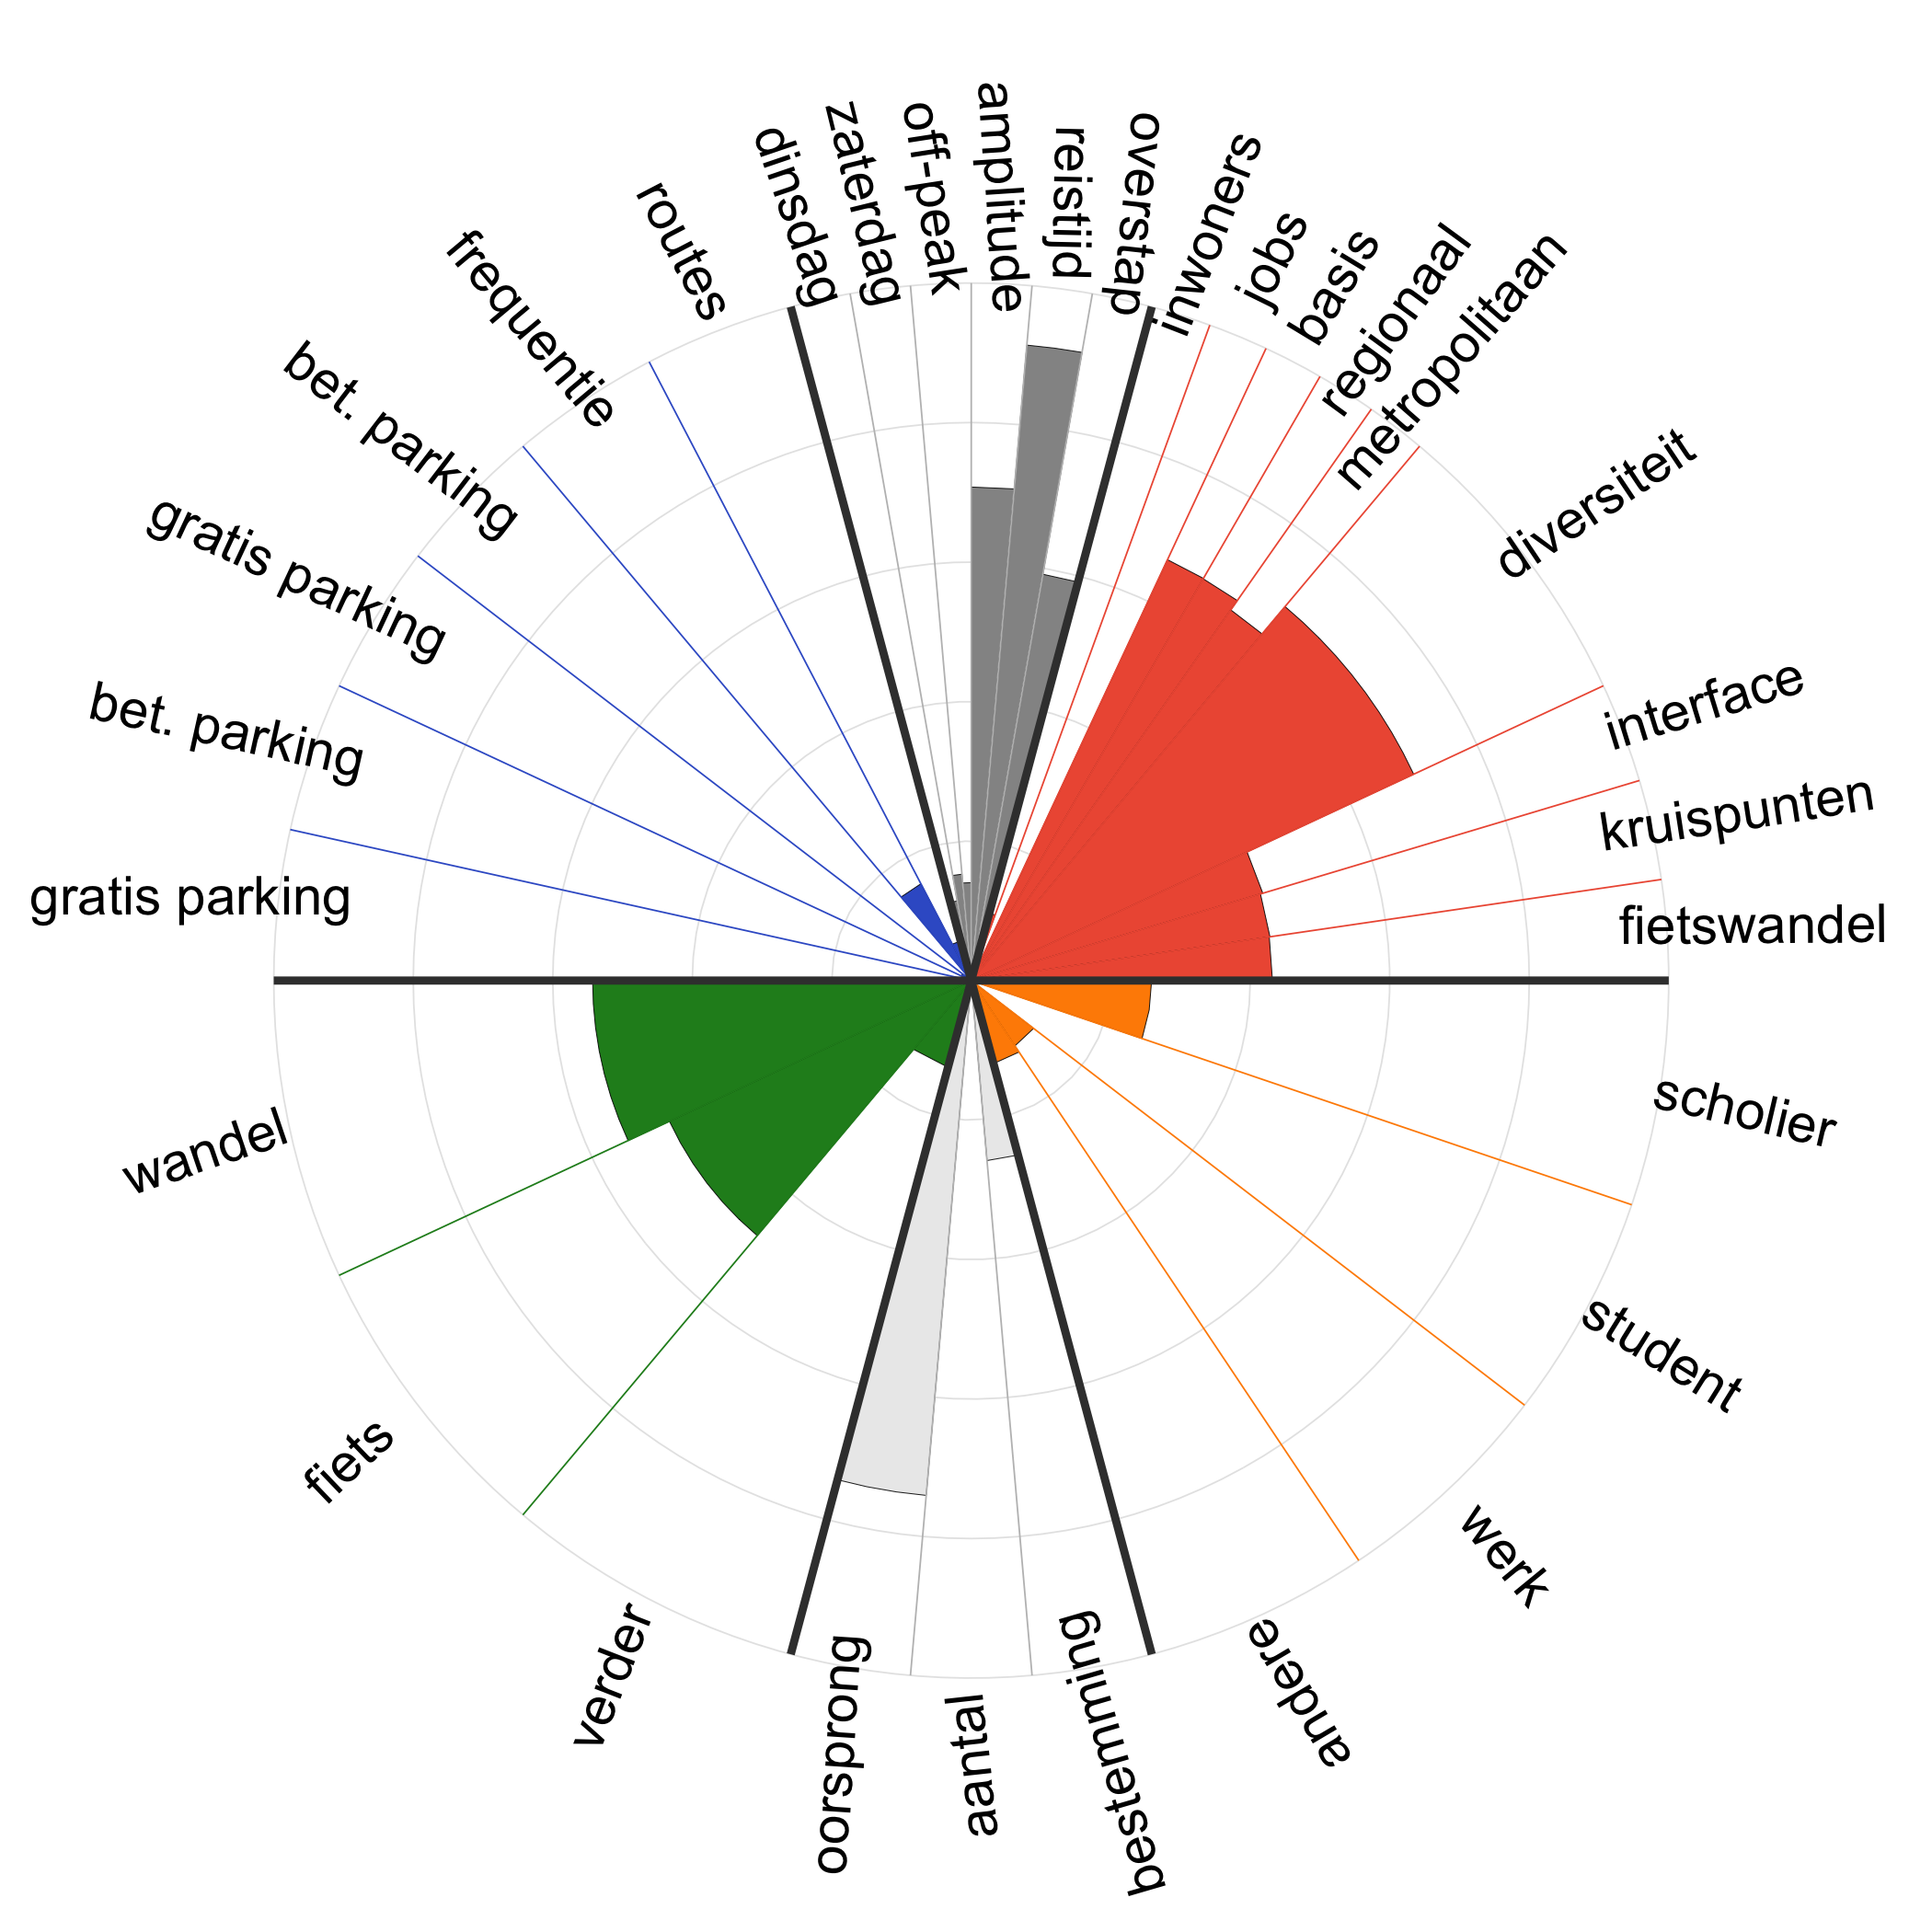 dinsdag
zaterdag
off-peak
amplitude
reistijd
overstap
inwoners
jobs
basis
regionaal
metropolitaan
diversiteit
interface
kruispunten
fietswandel
scholier
student
werk
andere
bestemming
aantal
oorsprong
verder
fiets
wandel
gratis parking
bet. parking
gratis parking
bet. parking
frequentie
routes